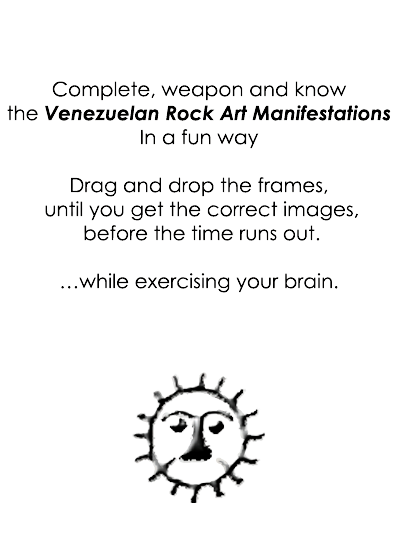 Complete, weapon and know
the Venezuelan Rock Art Manifestations
In a fun way
Drag and drop the frames,
until you get the correct images,
before the time runs out.
...while exercising your brain.